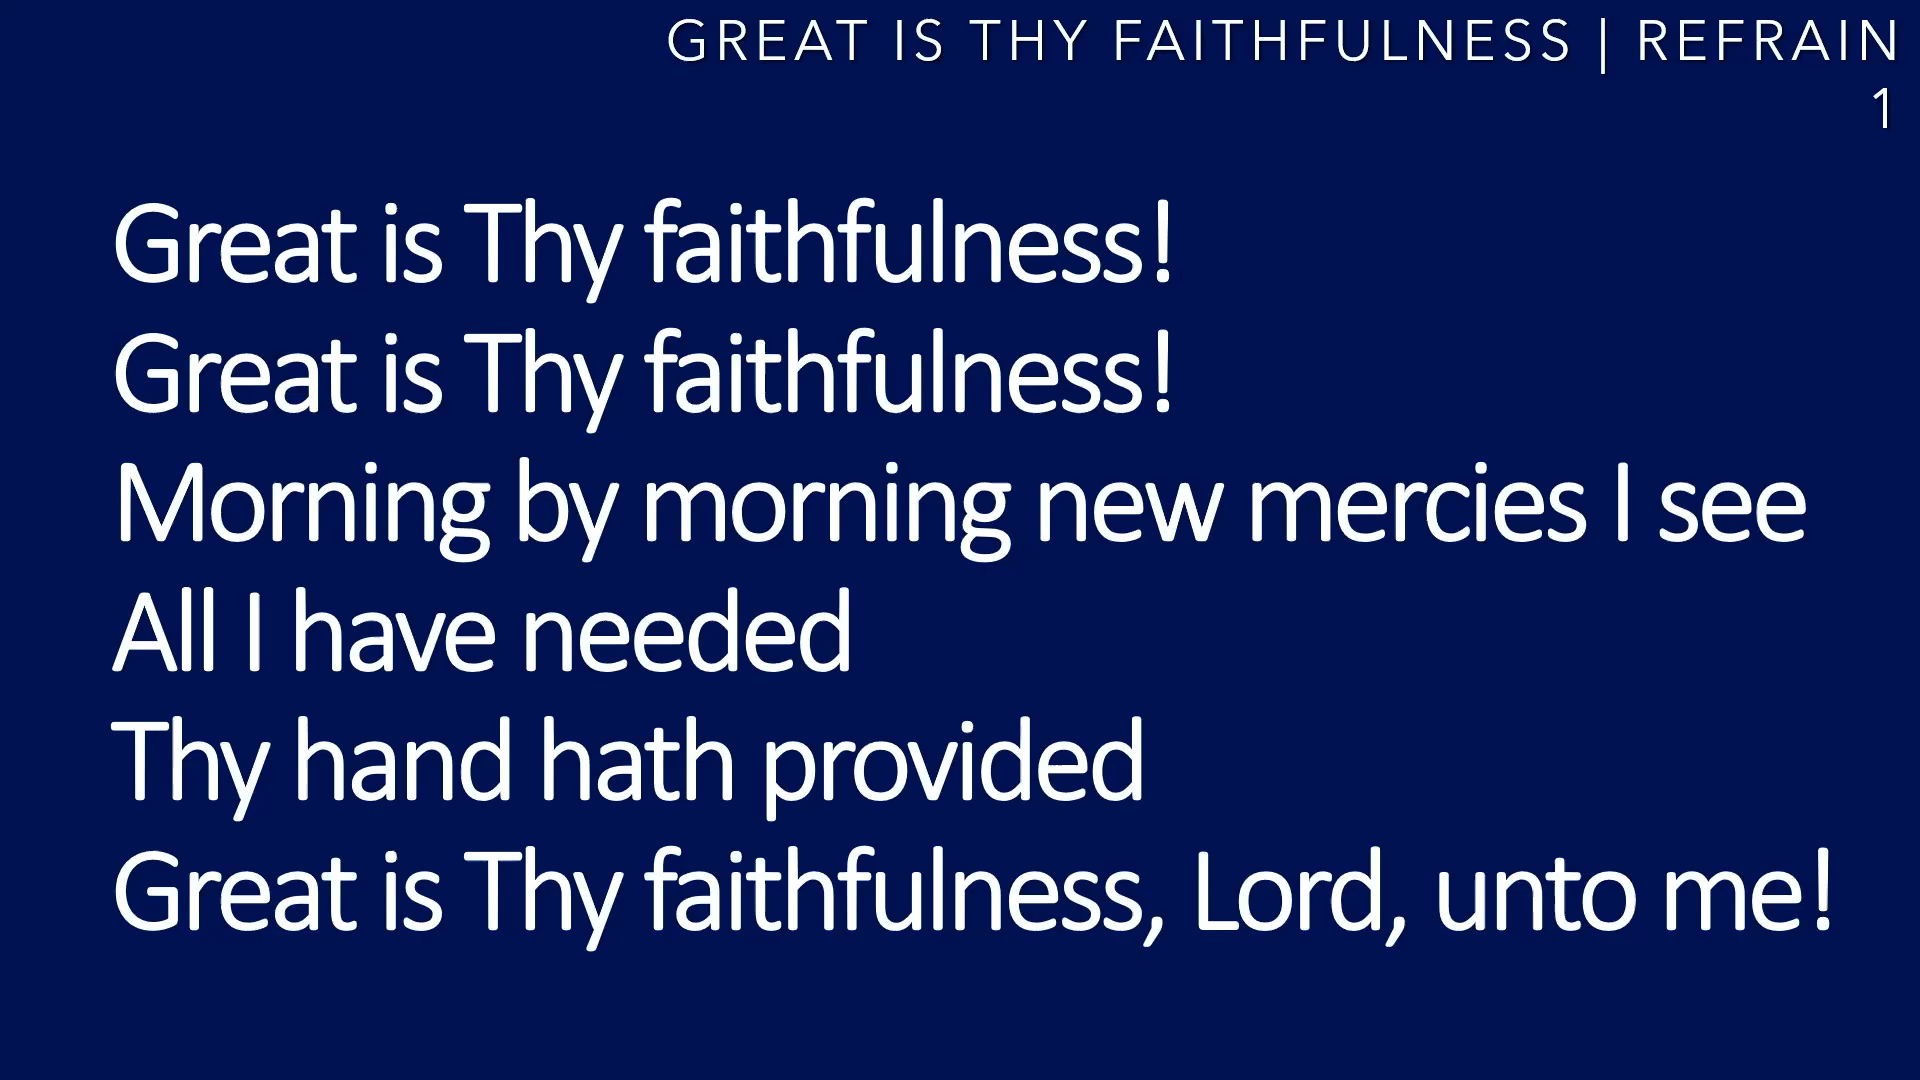 GREAT IS THY FAITHFULNESS | REFRAIN
1
Great is Thy faithfulness!
Great is Thy faithfulness!
Morning by morning new mercies I see
All I have needed
Thy hand hath provided
Great is Thy faithfulness, Lord, unto me!